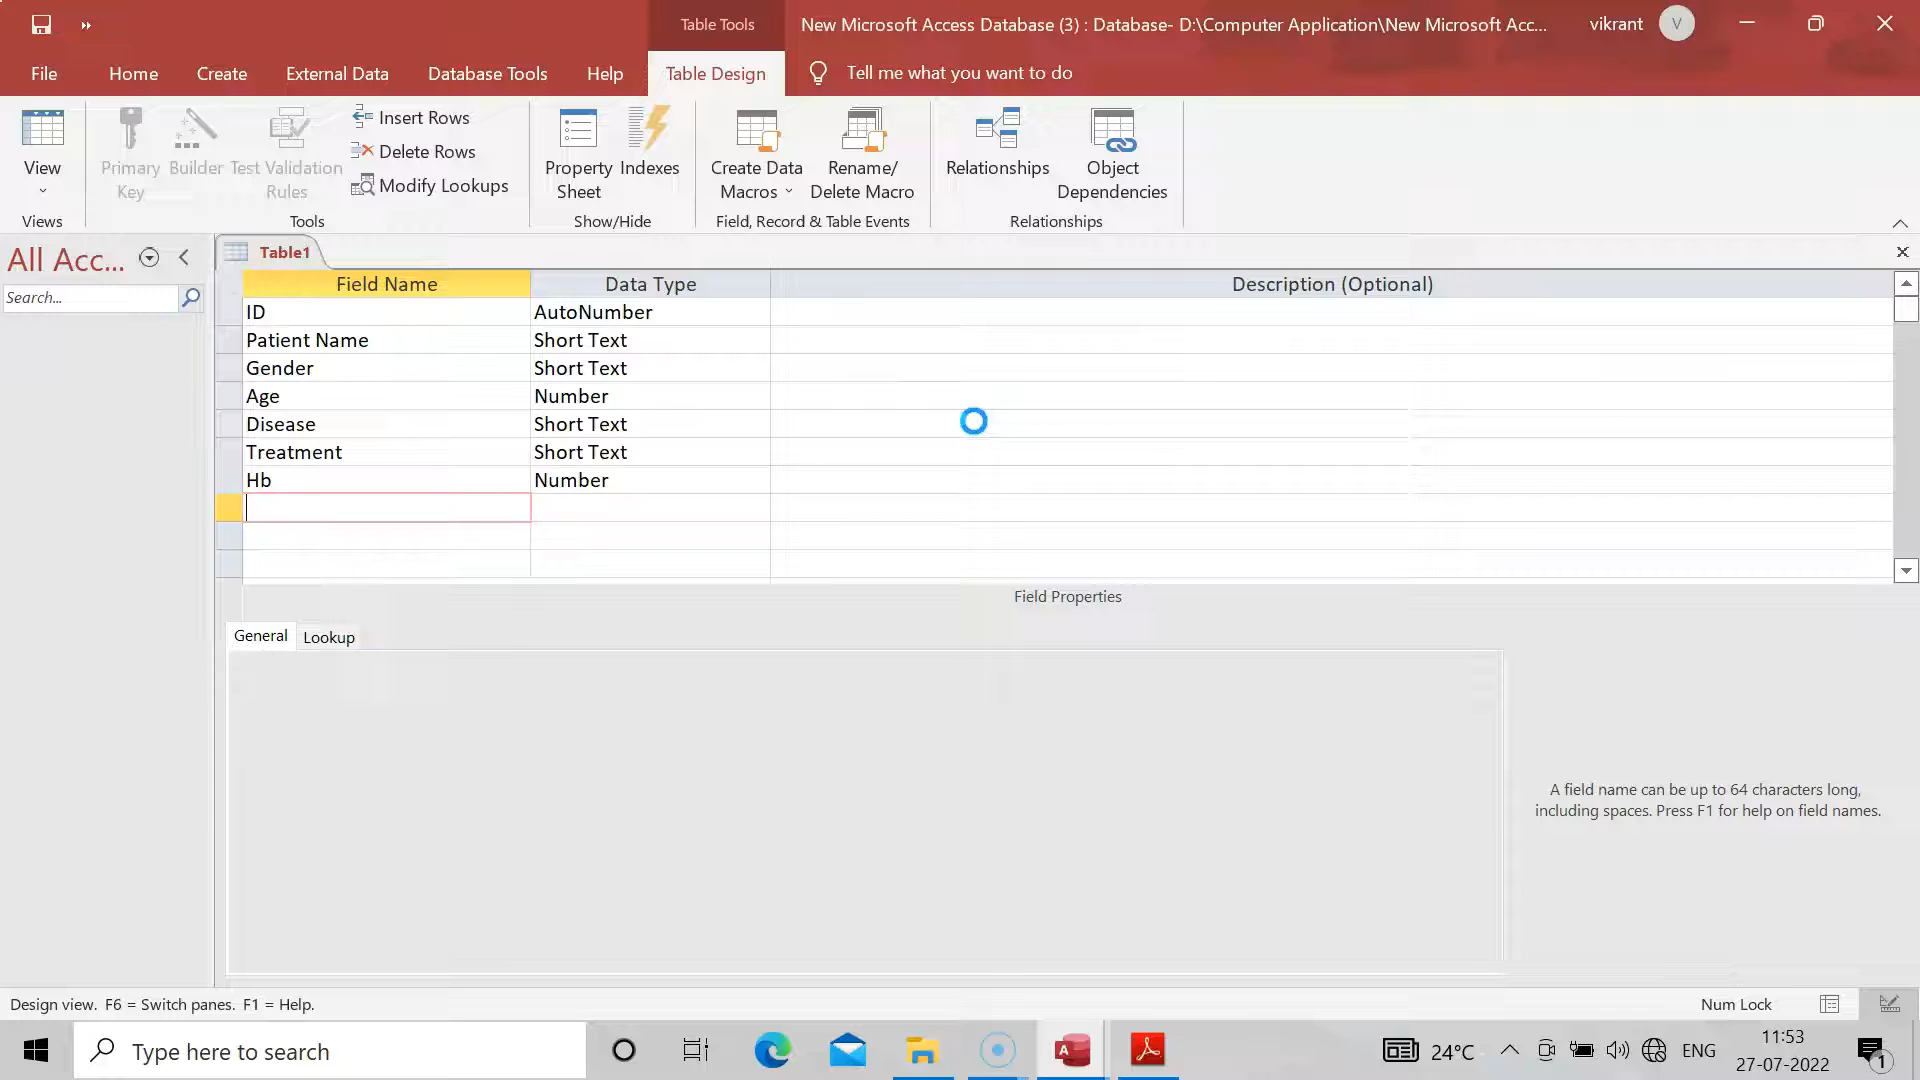 Table Tools
New Microsoft Access Database (3) : Database- D:\Computer Application\New Microsoft Acc...
vikrant
V
File
Home
Create
External Data
Database Tools
Help
Table Design
Tell me what you want to do
View
Primary Key
Builder
Test Validation Rules
Insert Rows
Delete Rows
Modify Lookups
Property Sheet
Indexes
Create Data Macros
Rename/ Delete Macro
Relationships
Object Dependencies
Views
Tools
Show/Hide
Field, Record & Table Events
Relationships
All Acc...
Search...
Table1
Field Name Data Type Description (Optional)
ID AutoNumber
Patient Name Short Text
Gender Short Text
Age Number
Disease Short Text
Treatment Short Text
Hb Number
Field Properties
General Lookup
A field name can be up to 64 characters long,
including spaces. Press F1 for help on field names.
Design view. F6 = Switch panes. F1 = Help.
Num Lock
Type here to search
24°C
ENG
11:53
27-07-2022
1